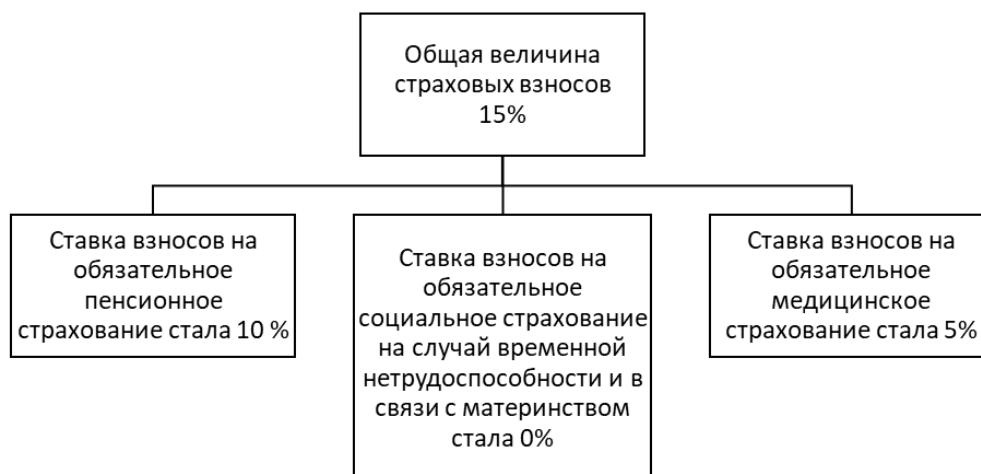 Общая величина
страховых взносов
15%
Ставка взносов на
обязательное
пенсионное
страхование стала 10 %
Ставка взносов на
обязательное
социальное страхование
на случай временной
нетрудоспособности и в
связи с материнством
стала 0%
Ставка взносов на
обязательное
медицинское
страхование стала 5%